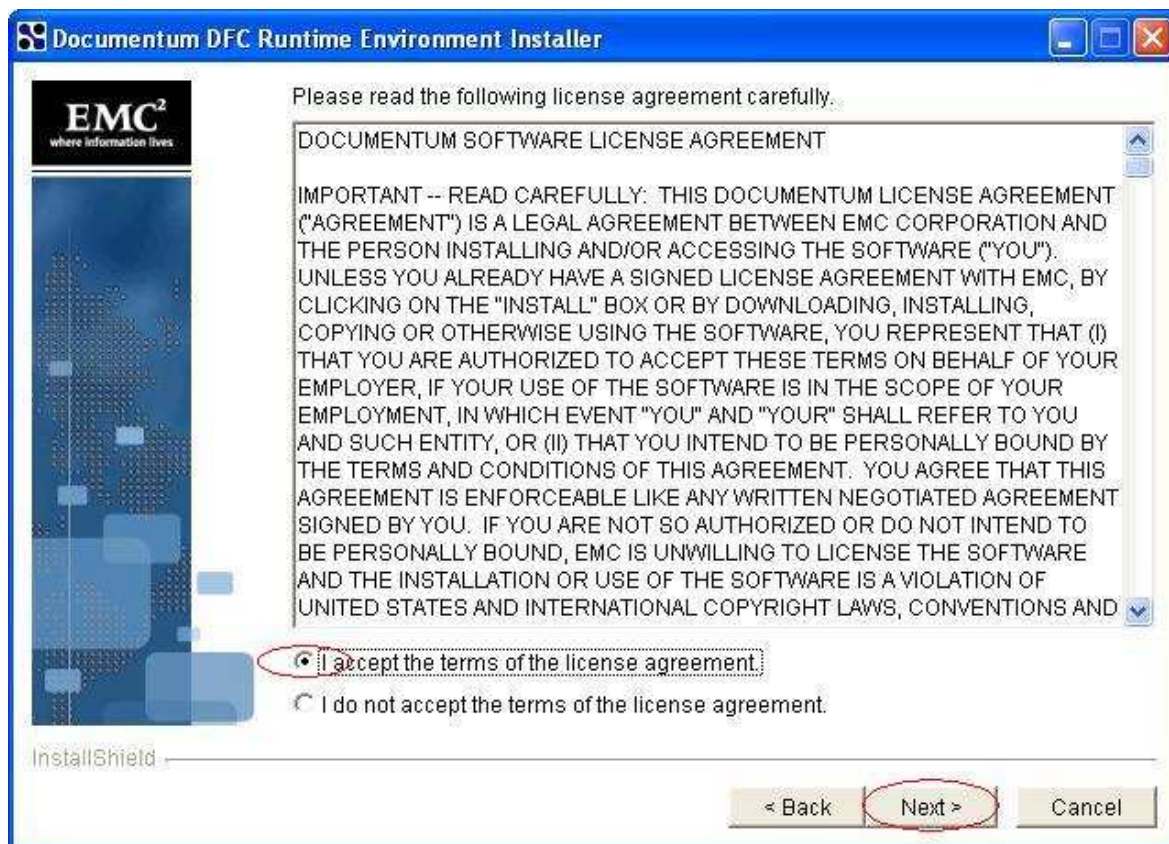 Documentum DFC Runtime Environment Installer
EMC²
where information lives
Please read the following license agreement carefully.
DOCUMENTUM SOFTWARE LICENSE AGREEMENT
IMPORTANT -- READ CAREFULLY:  THIS DOCUMENTUM LICENSE AGREEMENT
("AGREEMENT") IS A LEGAL AGREEMENT BETWEEN EMC CORPORATION AND
THE PERSON INSTALLING AND/OR ACCESSING THE SOFTWARE ("YOU").
UNLESS YOU ALREADY HAVE A SIGNED LICENSE AGREEMENT WITH EMC, BY
CLICKING ON THE "INSTALL" BOX OR BY DOWNLOADING, INSTALLING,
COPYING OR OTHERWISE USING THE SOFTWARE, YOU REPRESENT THAT (I)
THAT YOU ARE AUTHORIZED TO ACCEPT THESE TERMS ON BEHALF OF YOUR
EMPLOYER, IF YOUR USE OF THE SOFTWARE IS IN THE SCOPE OF YOUR
EMPLOYMENT, IN WHICH EVENT "YOU" AND "YOUR" SHALL REFER TO YOU
AND SUCH ENTITY, OR (II) THAT YOU INTEND TO BE PERSONALLY BOUND BY
THE TERMS AND CONDITIONS OF THIS AGREEMENT.  YOU AGREE THAT THIS
AGREEMENT IS ENFORCEABLE LIKE ANY WRITTEN NEGOTIATED AGREEMENT
SIGNED BY YOU.  IF YOU ARE NOT SO AUTHORIZED OR DO NOT INTEND TO
BE PERSONALLY BOUND, EMC IS UNWILLING TO LICENSE THE SOFTWARE
AND THE INSTALLATION OR USE OF THE SOFTWARE IS A VIOLATION OF
UNITED STATES AND INTERNATIONAL COPYRIGHT LAWS, CONVENTIONS AND
I accept the terms of the license agreement.
I do not accept the terms of the license agreement.
InstallShield
< Back
Next >
Cancel